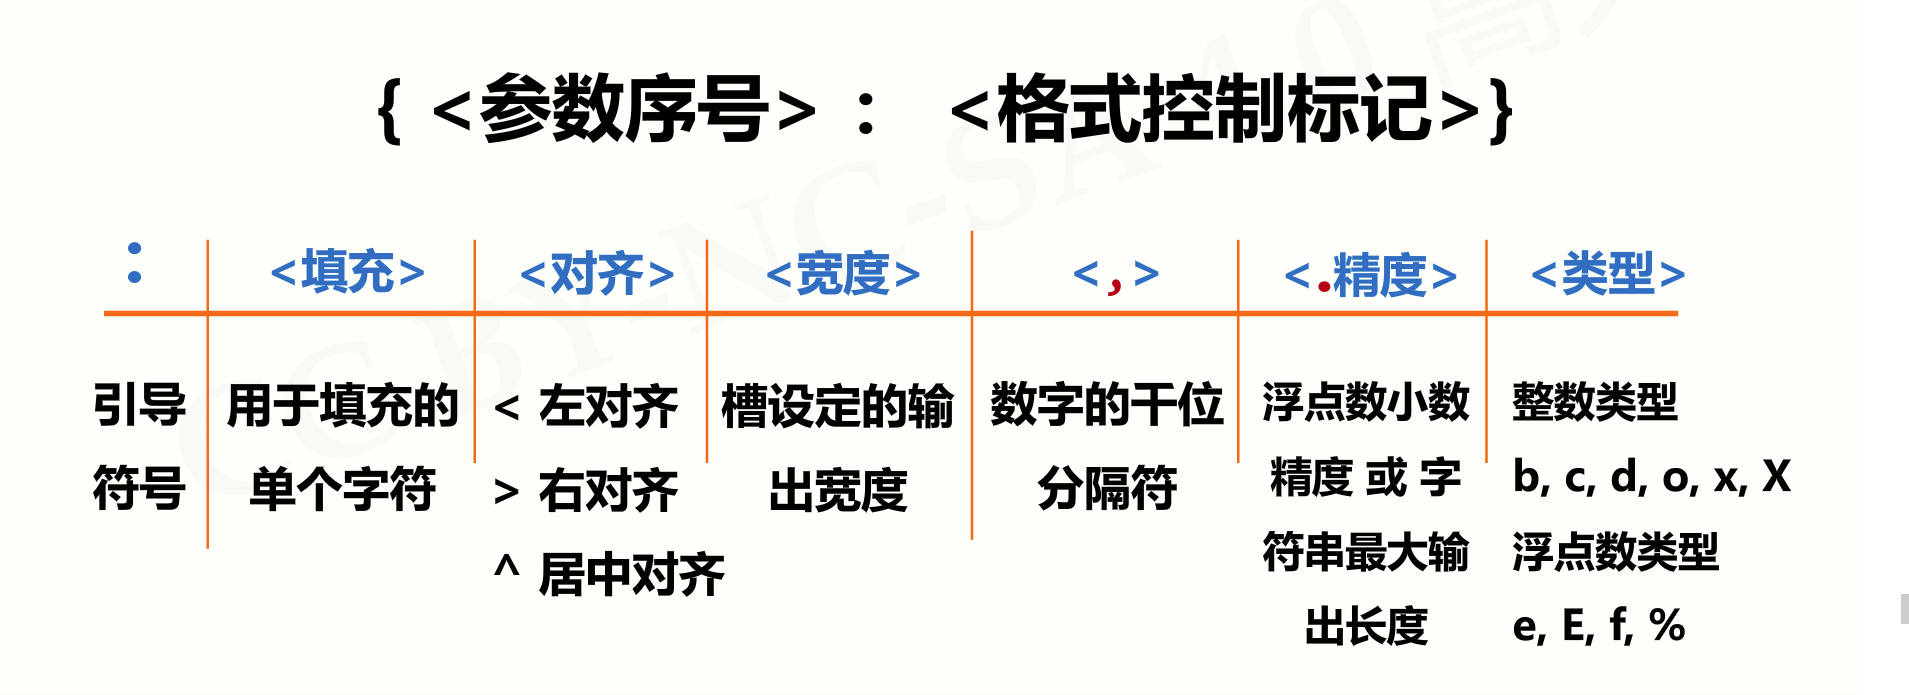 { <参数序号> : <格式控制标记>}
: <填充> <对齐> <宽度> <,> <.精度> <类型>
引导 用于填充的 < 左对齐 槽设定的输 数字的干位 浮点数小数 整数类型
符号 单个字符 > 右对齐 出宽度 分隔符 精度 或 字 b, c, d, o, x, X
^ 居中对齐 符串最大输 浮点数类型
出长度 e, E, f, %
CC BY-NC-SA 4.0 高